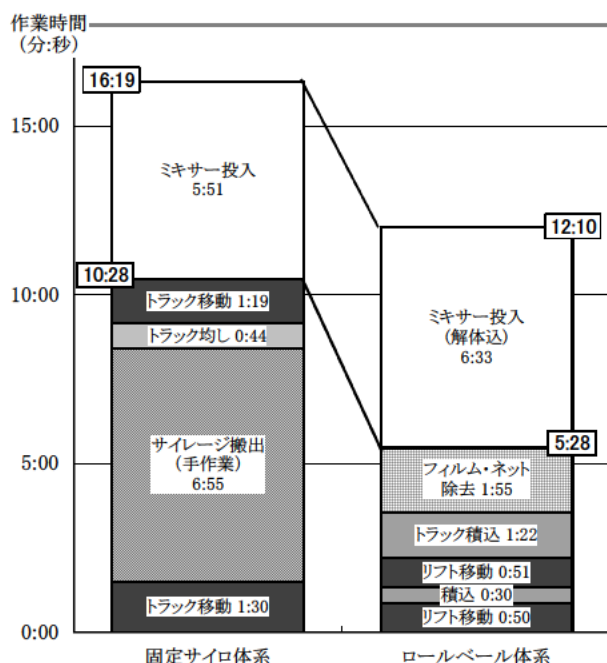 作業時間
(分:秒)
16:19
15:00
ミキサー投入
5:51
12:10
10:28
10:00
トラック移動 1:19
トラック均し 0:44
ミキサー投入
(解体込)
6:33
サイレージ搬出
(手作業)
6:55
5:28
5:00
フィルム・ネット
除去 1:55
トラック積込 1:22
リフト移動 0:51
積込 0:30
トラック移動 1:30
リフト移動 0:50
0:00
固定サイロ体系
ロールベール体系